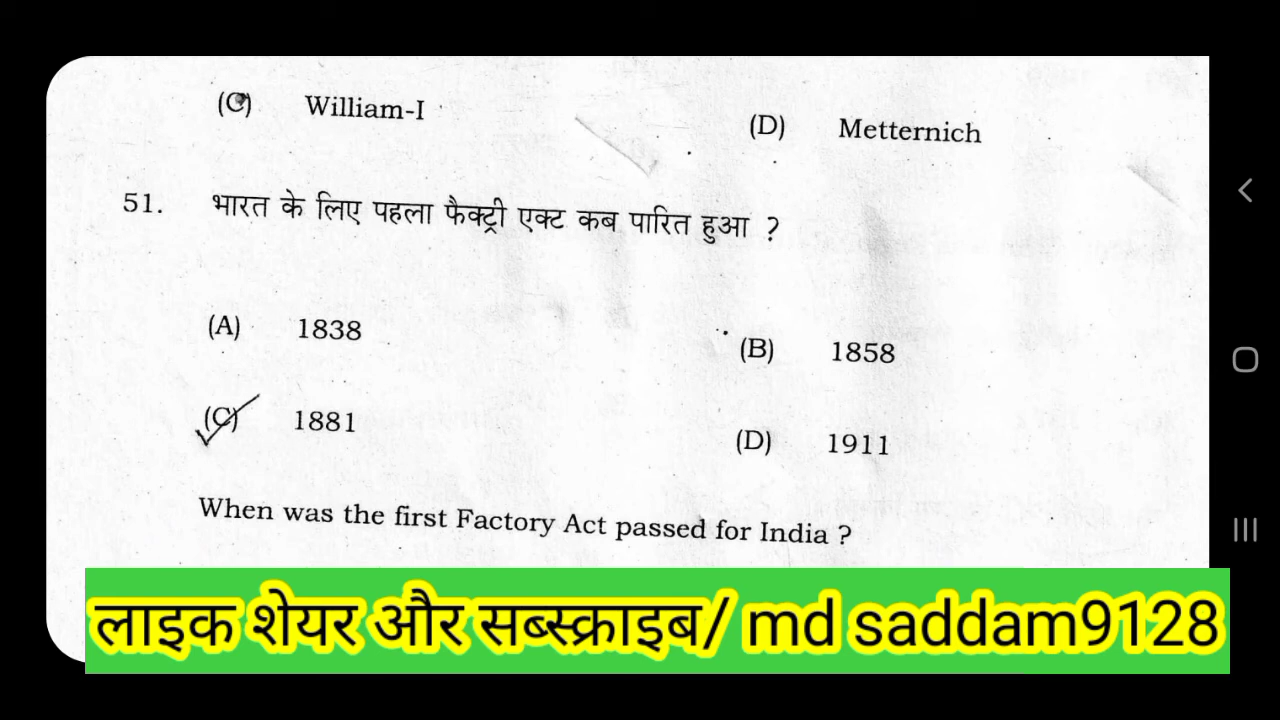 (C) William-I (D) Metternich
51. भारत के लिए पहला फैक्ट्री एक्ट कब पारित हुआ ?
(A) 1838 (B) 1858
(C) 1881 (D) 1911
When was the first Factory Act passed for India ?
लाइक शेयर और सब्स्क्राइब/ md saddam9128